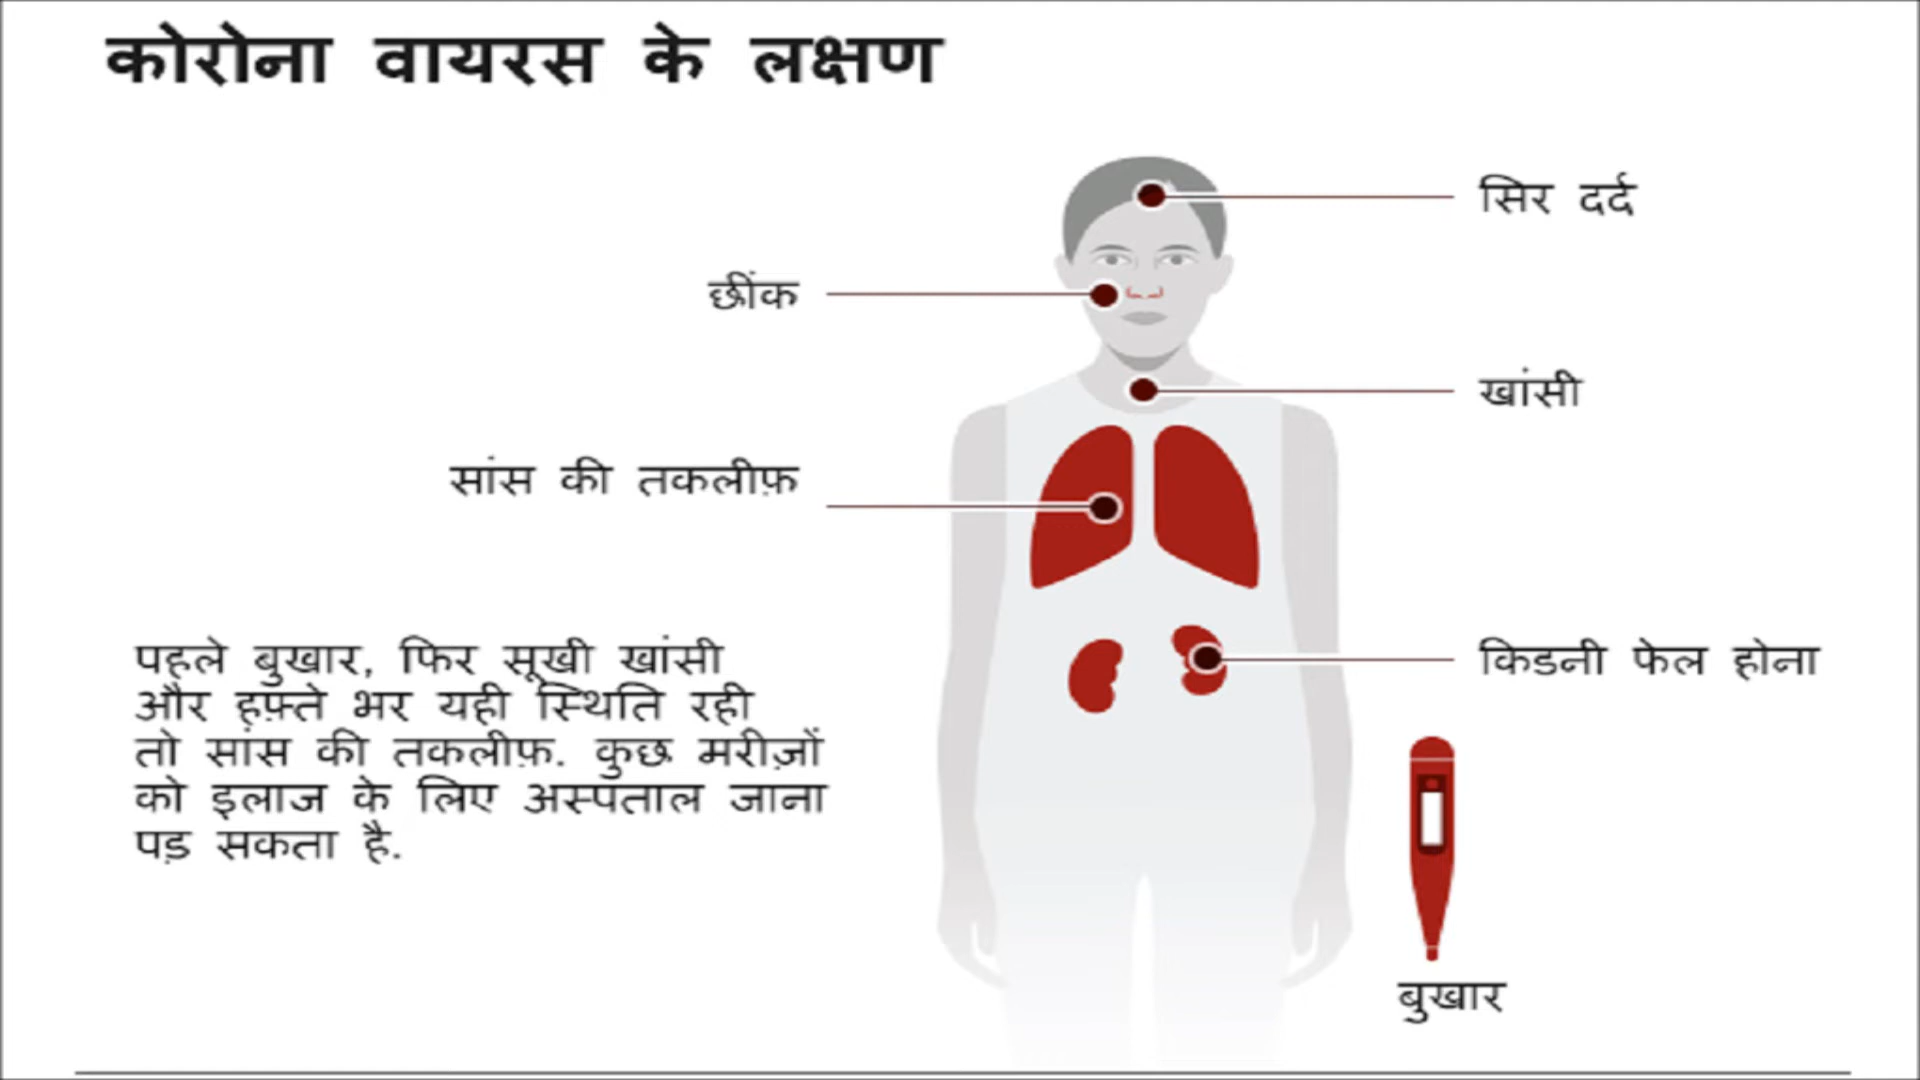 कोरोना वायरस के लक्षण
सिर दर्द
छींक
खांसी
सांस की तकलीफ़
किडनी फेल होना
पहले बुखार, फिर सूखी खांसी
और हफ़्ते भर यही स्थिति रही
तो सांस की तकलीफ़. कुछ मरीज़ों
को इलाज के लिए अस्पताल जाना
पड़ सकता है.
बुखार